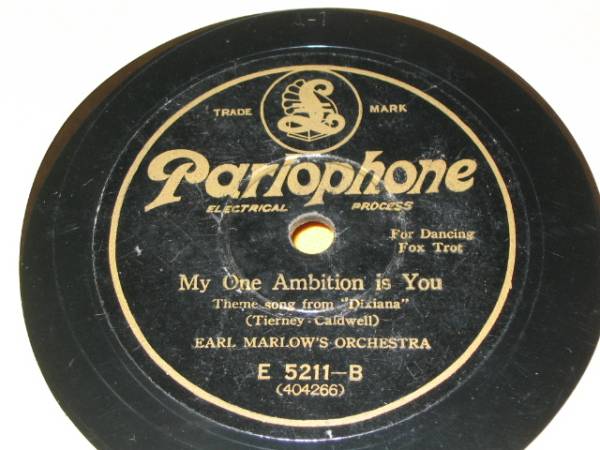 TRADE MARK
Parlophone
ELECTRICAL PROCESS
For Dancing
Fox Trot
My One Ambition is You
Theme song from "Dixiana"
(Tierney-Caldwell)
EARL MARLOW'S ORCHESTRA
E 5211-B
(404266)